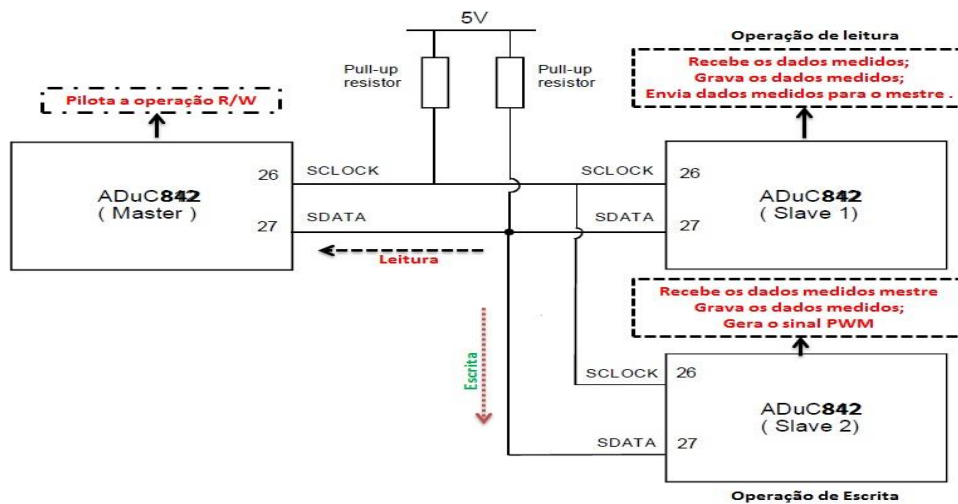 5V
Operação de leitura
Recebe os dados medidos;
Grava os dados medidos;
Envia dados medidos para o mestre .
Pull-up
resistor
Pull-up
resistor
Pilota a operação R/W
ADuC842
( Master )
26
SCLOCK
27
SDATA
SCLOCK
26
SDATA
27
ADuC842
( Slave 1)
Leitura
Escrita
Recebe os dados medidos mestre
Grava os dados medidos;
Gera o sinal PWM
SCLOCK
26
SDATA
27
ADuC842
( Slave 2)
Operação de Escrita